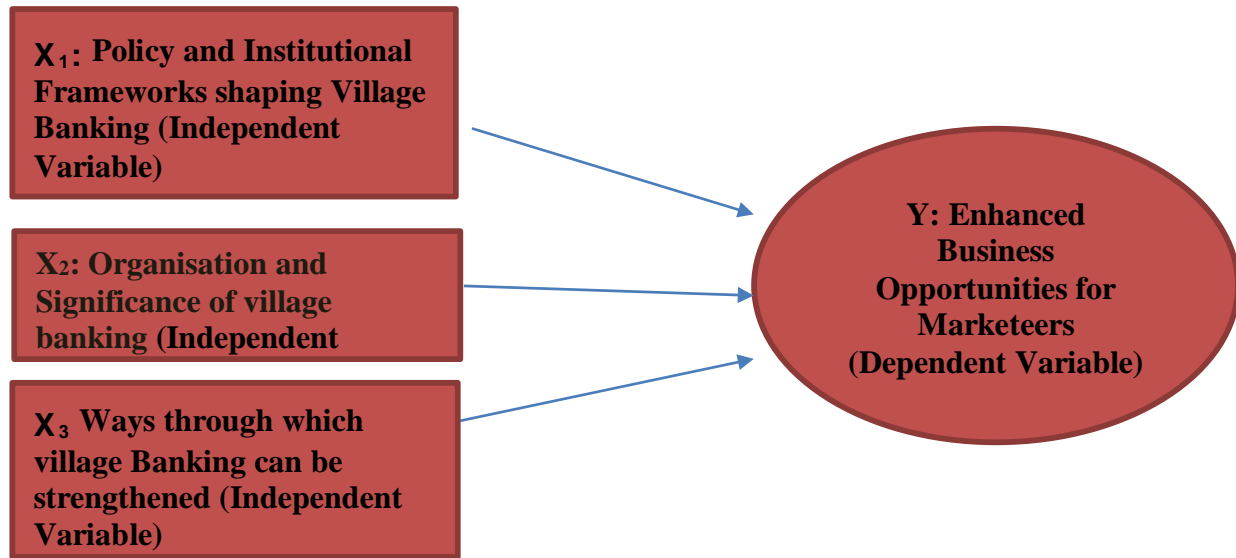 X₁: Policy and Institutional
Frameworks shaping Village
Banking (Independent
Variable)
X₂: Organisation and
Significance of village
banking (Independent
X₃ Ways through which
village Banking can be
strengthened (Independent
Variable)
Y: Enhanced
Business
Opportunities for
Marketeers
(Dependent Variable)